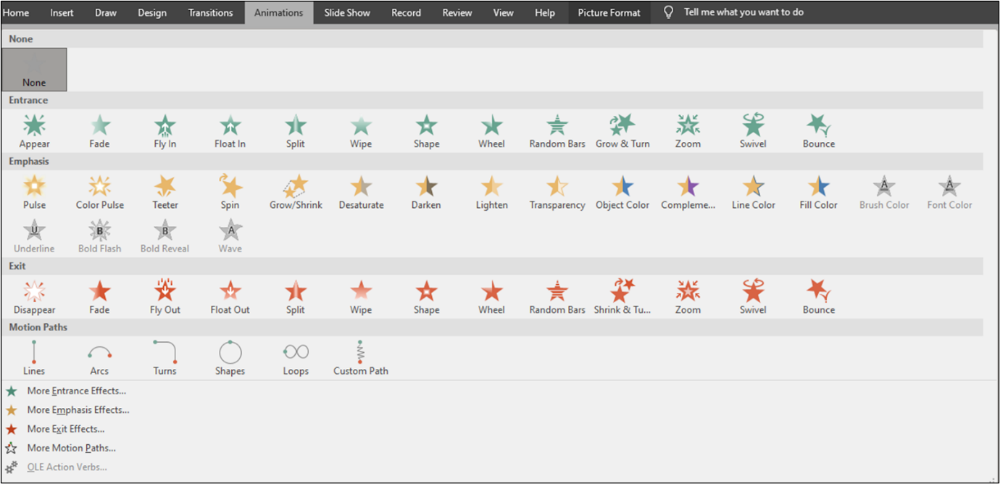 Home Insert Draw Design Transitions Animations Slide Show Record Review View Help Picture Format Tell me what you want to do
None
None
Entrance
Appear Fade Fly In Float In Split Wipe Shape Wheel Random Bars Grow & Turn Zoom Swivel Bounce
Emphasis
Pulse Color Pulse Teeter Spin Grow/Shrink Desaturate Darken Lighten Transparency Object Color Compleme... Line Color Fill Color Brush Color Font Color
Underline Bold Flash Bold Reveal Wave
Exit
Disappear Fade Fly Out Float Out Split Wipe Shape Wheel Random Bars Shrink & Tu... Zoom Swivel Bounce
Motion Paths
Lines Arcs Turns Shapes Loops Custom Path
More Entrance Effects...
More Emphasis Effects...
More Exit Effects...
More Motion Paths...
OLE Action Verbs...